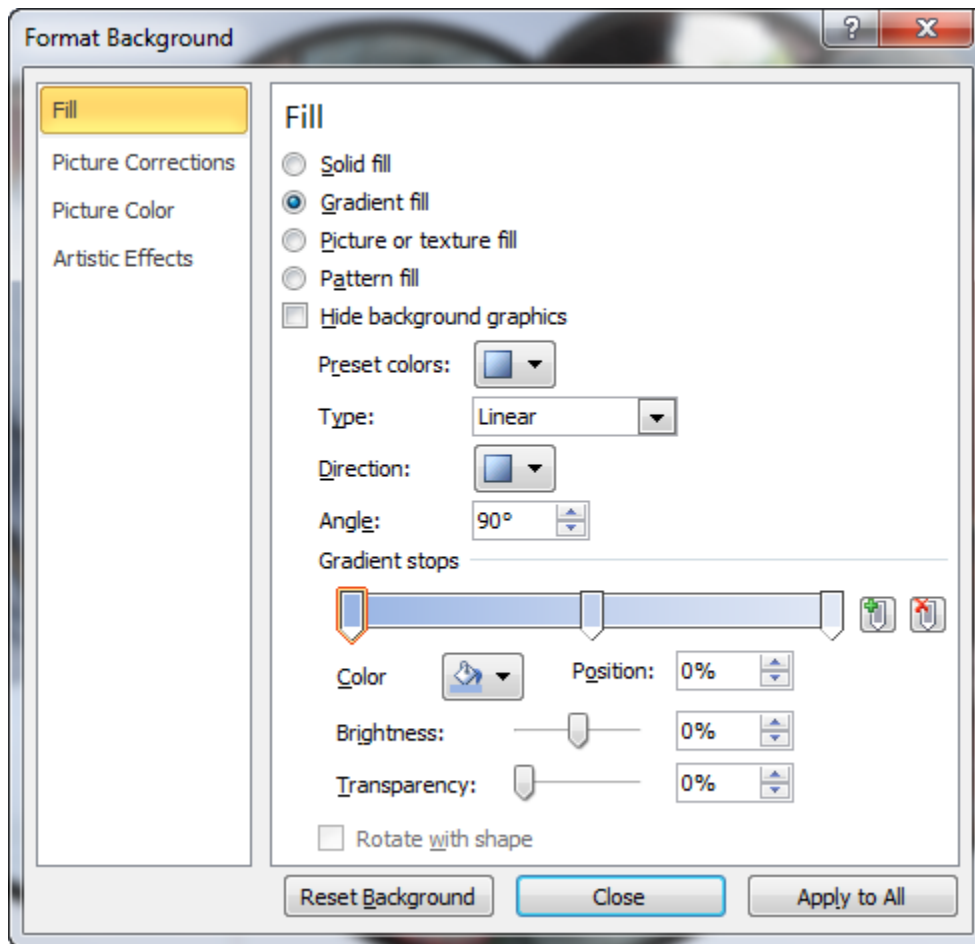 Format Background
?
Fill
Picture Corrections
Picture Color
Artistic Effects
Fill
Solid fill
Gradient fill
Picture or texture fill
Pattern fill
Hide background graphics
Preset colors:
Type: Linear
Direction:
Angle: 90°
Gradient stops
Color Position: 0%
Brightness: 0%
Transparency: 0%
Rotate with shape
Reset Background Close Apply to All